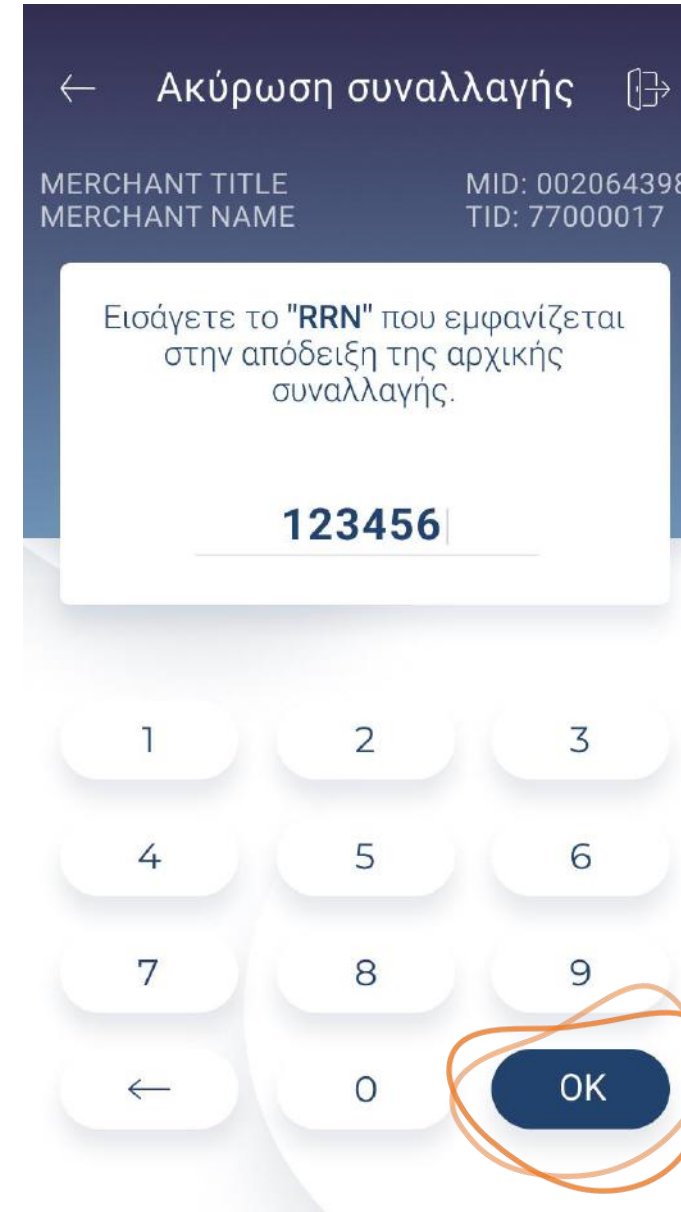 ← Ακύρωση συναλλαγής
MERCHANT TITLE MID: 002064398
MERCHANT NAME TID: 77000017
Εισάγετε το "RRN" που εμφανίζεται
στην απόδειξη της αρχικής
συναλλαγής.
123456
1 2 3
4 5 6
7 8 9
← 0 OK